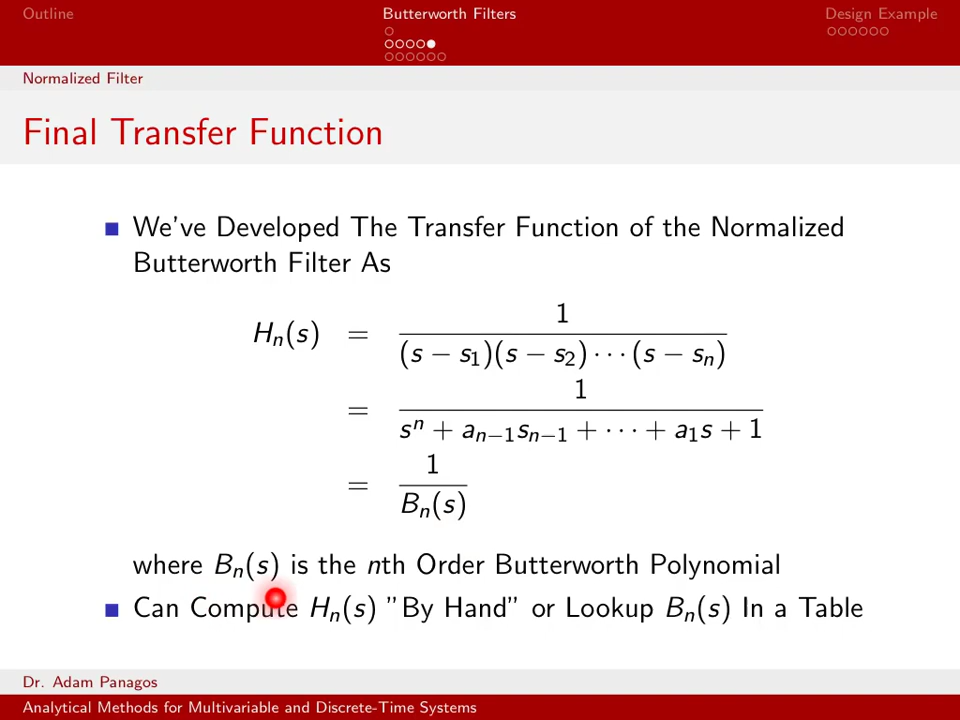 Outline
Butterworth Filters
Design Example
Normalized Filter
Final Transfer Function
We've Developed The Transfer Function of the Normalized
Butterworth Filter As
H_n(s) = 1 / ((s − s_1)(s − s_2) ··· (s − s_n))
= 1 / (s^n + a_{n−1}s_{n−1} + ··· + a_1s + 1)
= 1 / B_n(s)
where B_n(s) is the nth Order Butterworth Polynomial
Can Compute H_n(s) ”By Hand” or Lookup B_n(s) In a Table
Dr. Adam Panagos
Analytical Methods for Multivariable and Discrete-Time Systems